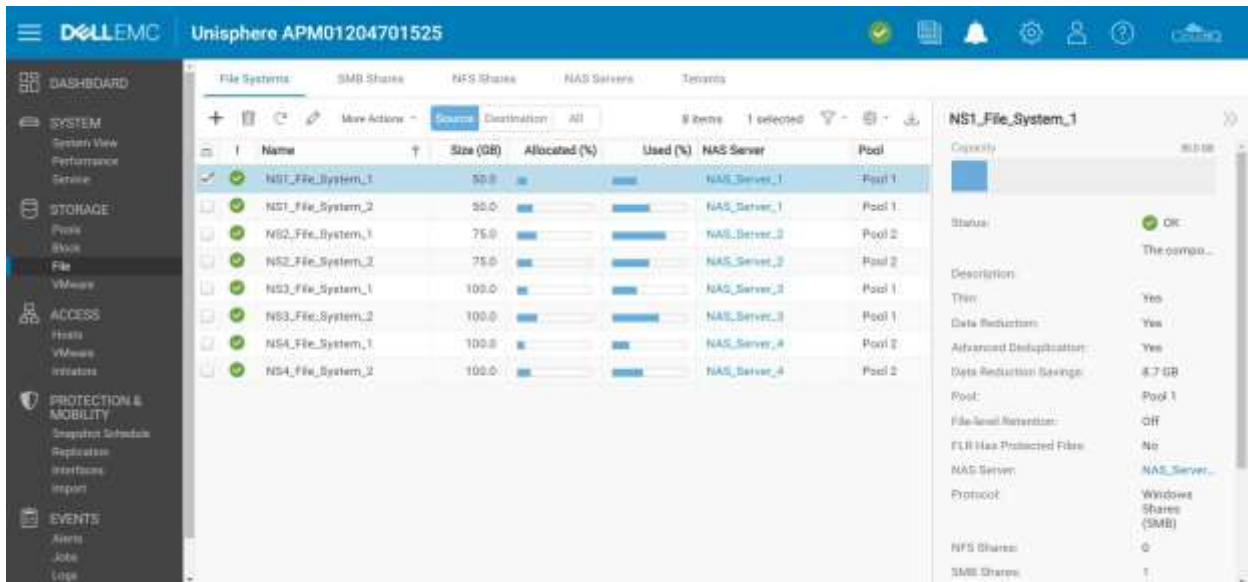 DELLEMC Unisphere APM01204701525
DASHBOARD
SYSTEM
System View
Performance
Service
STORAGE
Pools
Block
File
VMware
ACCESS
Hosts
VMware
Initiators
PROTECTION &
MOBILITY
Snapshot Schedule
Replication
Interfaces
Import
EVENTS
Alerts
Jobs
Logs
File Systems SMB Shares NFS Shares NAS Servers Tenants
More Actions Source Destination All 8 items 1 selected
! Name Size (GB) Allocated (%) Used (%) NAS Server Pool
NS1_File_System_1 50.0 NAS_Server_1 Pool 1
NS1_File_System_2 50.0 NAS_Server_1 Pool 1
NS2_File_System_1 75.0 NAS_Server_2 Pool 2
NS2_File_System_2 75.0 NAS_Server_2 Pool 2
NS3_File_System_1 100.0 NAS_Server_3 Pool 1
NS3_File_System_2 100.0 NAS_Server_3 Pool 1
NS4_File_System_1 100.0 NAS_Server_4 Pool 2
NS4_File_System_2 100.0 NAS_Server_4 Pool 2
NS1_File_System_1
Capacity
Status: OK
The compo...
Description:
Thin: Yes
Data Reduction: Yes
Advanced Deduplication: Yes
Data Reduction Savings: 8.7 GB
Pool: Pool 1
File-level Retention: Off
FLR Has Protected Files: No
NAS Server: NAS_Server...
Protocol: Windows
Shares
(SMB)
NFS Shares: 0
SMB Shares: 1